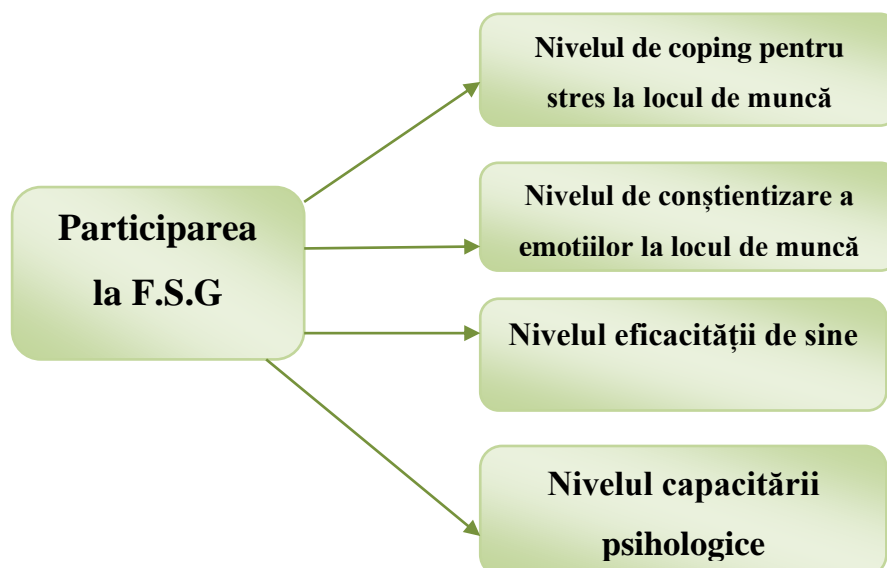 Nivelul de coping pentru
stres la locul de muncă
Participarea
la F.S.G
Nivelul de conștientizare a
emotiilor la locul de muncă
Nivelul eficacității de sine
Nivelul capacitării
psihologice